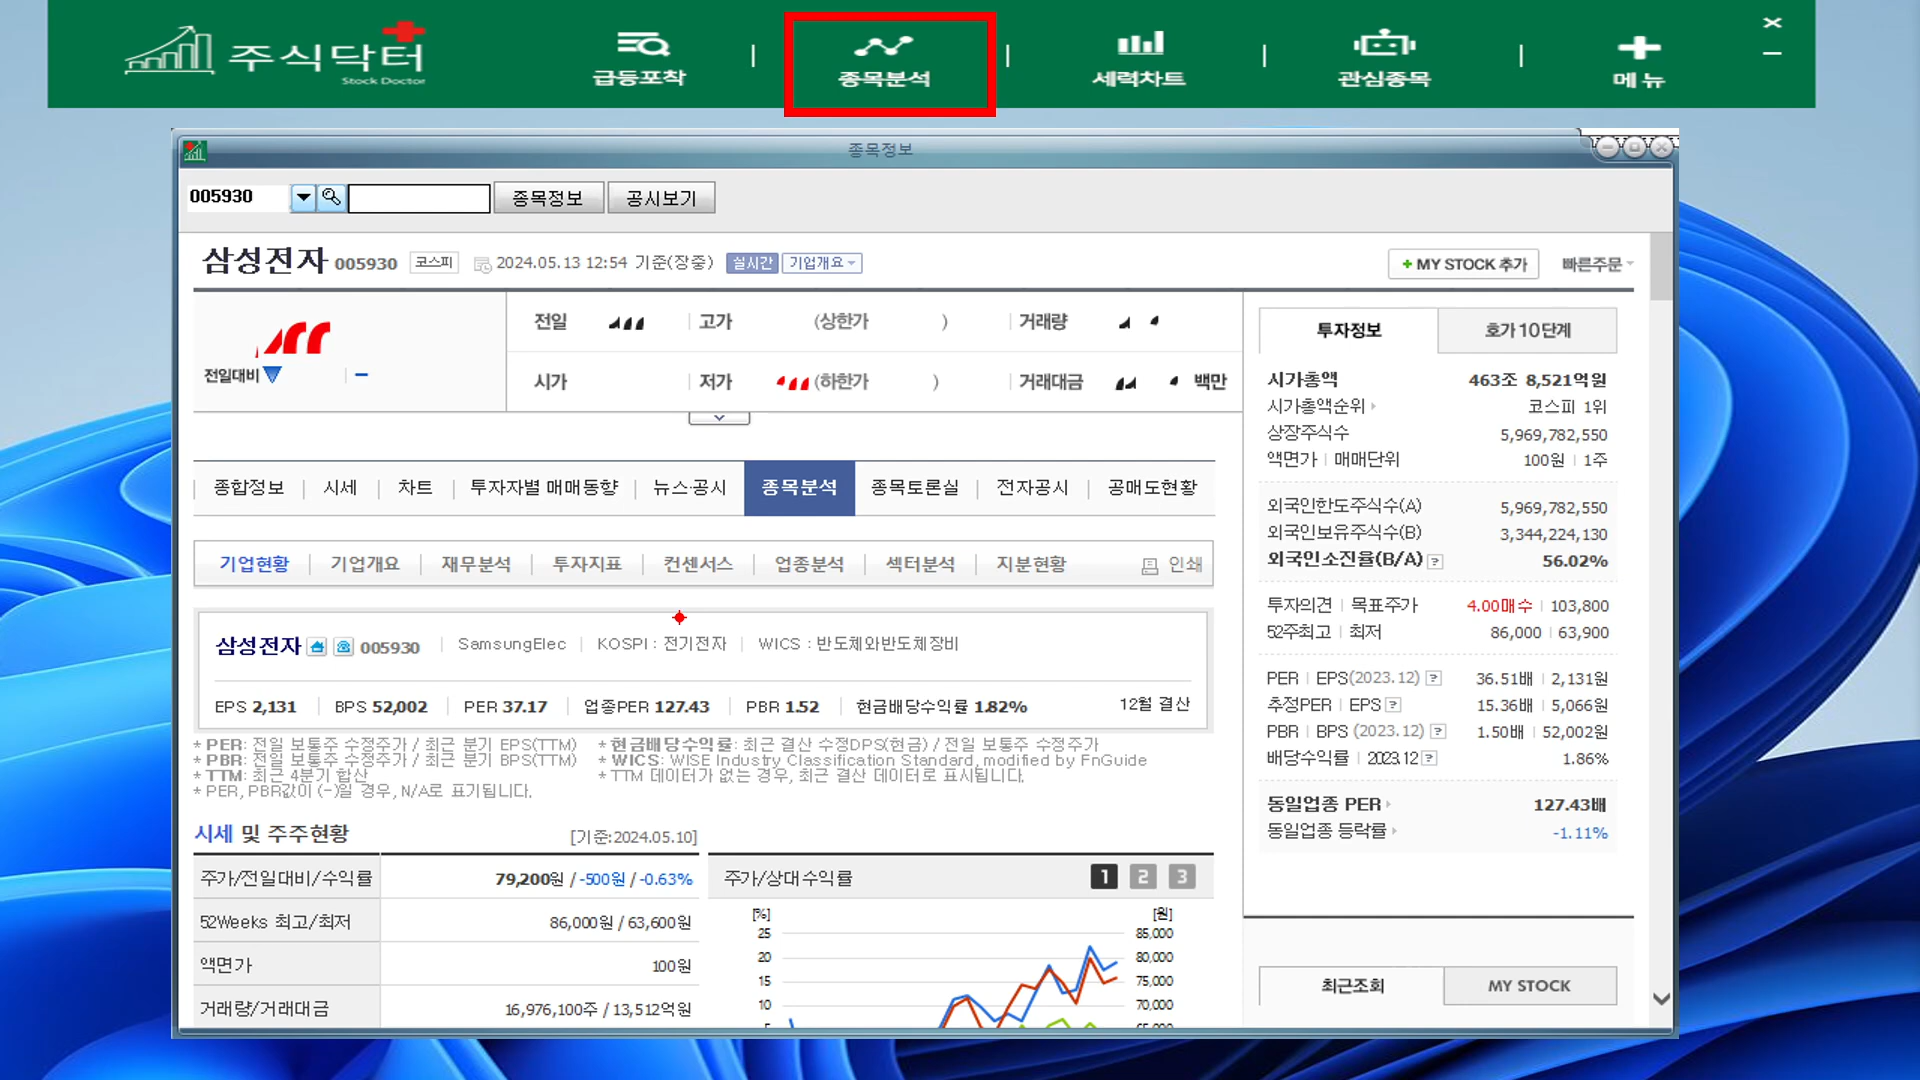 주식닥터
Stock Doctor
급등포착
종목분석
세력차트
관심종목
메뉴
종목정보
005930 종목정보 공시보기
삼성전자 005930 코스피 2024.05.13 12:54 기준(장중) 실시간 기업개요
+ MY STOCK 추가 빠른주문
전일 고가 (상한가 ) 거래량
전일대비
시가 저가 (하한가 ) 거래대금 백만
종합정보 시세 차트 투자자별 매매동향 뉴스·공시 종목분석 종목토론실 전자공시 공매도현황
기업현황 기업개요 재무분석 투자지표 컨센서스 업종분석 섹터분석 지분현황 인쇄
삼성전자 005930 SamsungElec KOSPI : 전기전자 WICS : 반도체와반도체장비
EPS 2,131 BPS 52,002 PER 37.17 업종PER 127.43 PBR 1.52 현금배당수익률 1.82% 12월 결산
* PER: 전일 보통주 수정주가 / 최근 분기 EPS(TTM)
* PBR: 전일 보통주 수정주가 / 최근 분기 BPS(TTM)
* TTM: 최근 4분기 합산
* PER, PBR값이 (-)일 경우, N/A로 표기됩니다.
* 현금배당수익률: 최근 결산 수정DPS(현금) / 전일 보통주 수정주가
* WICS: WISE Industry Classification Standard, modified by FnGuide
* TTM 데이터가 없는 경우, 최근 결산 데이터로 표시됩니다.
시세 및 주주현황 [기준:2024.05.10]
주가/전일대비/수익률 79,200원 / -500원 / -0.63%
52Weeks 최고/최저 86,000원 / 63,600원
액면가 100원
거래량/거래대금 16,976,100주 / 13,512억원
주가/상대수익률 1 2 3
[%] [원]
25 85,000
20 80,000
15 75,000
10 70,000
5 65,000
투자정보 호가 10단계
시가총액 463조 8,521억원
시가총액순위 코스피 1위
상장주식수 5,969,782,550
액면가 매매단위 100원 1주
외국인한도주식수(A) 5,969,782,550
외국인보유주식수(B) 3,344,224,130
외국인소진율(B/A) ? 56.02%
투자의견 목표주가 4.00매수 103,800
52주최고 최저 86,000 63,900
PER EPS(2023.12) ? 36.51배 2,131원
추정PER EPS ? 15.36배 5,066원
PBR BPS (2023.12) ? 1.50배 52,002원
배당수익률 2023.12 ? 1.86%
동일업종 PER 127.43배
동일업종 등락률 -1.11%
최근조회 MY STOCK